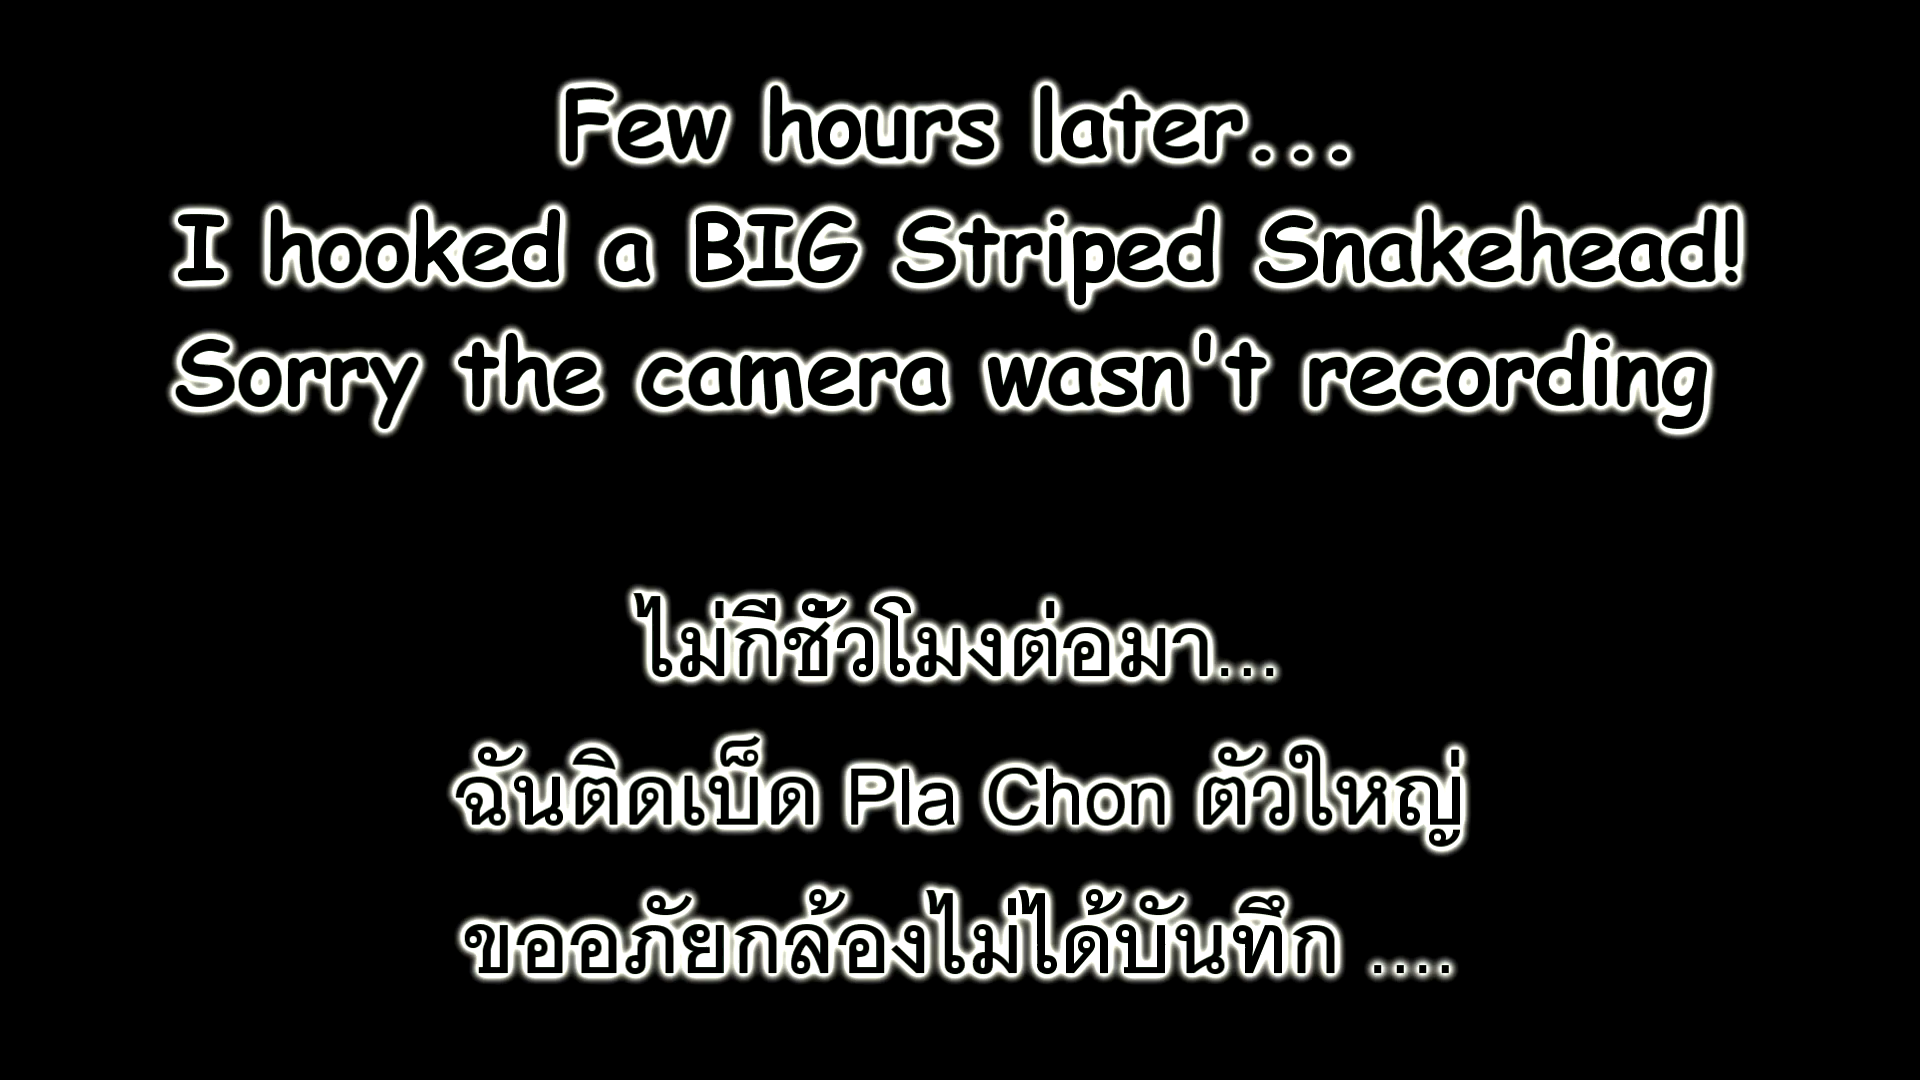 Few hours later...
I hooked a BIG Striped Snakehead!
Sorry the camera wasn't recording
ไม่กี่ชั่วโมงต่อมา...
ฉันติดเบ็ด Pla Chon ตัวใหญ่
ขออภัยกล้องไม่ได้บันทึก ....